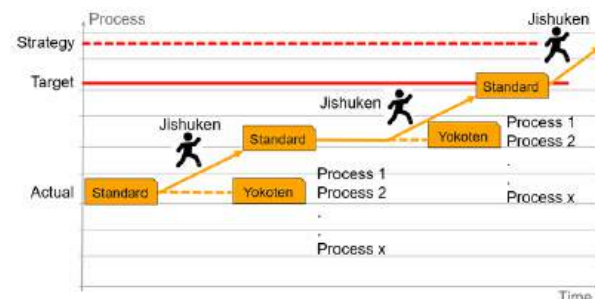 Process
Jishuken
Strategy
Target
Standard
Jishuken
Process 1
Jishuken
Standard
Yokoten
Process 2
.
Process 1
.
Actual
Standard
Yokoten
Process 2
Process x
.
.
Process x
Time